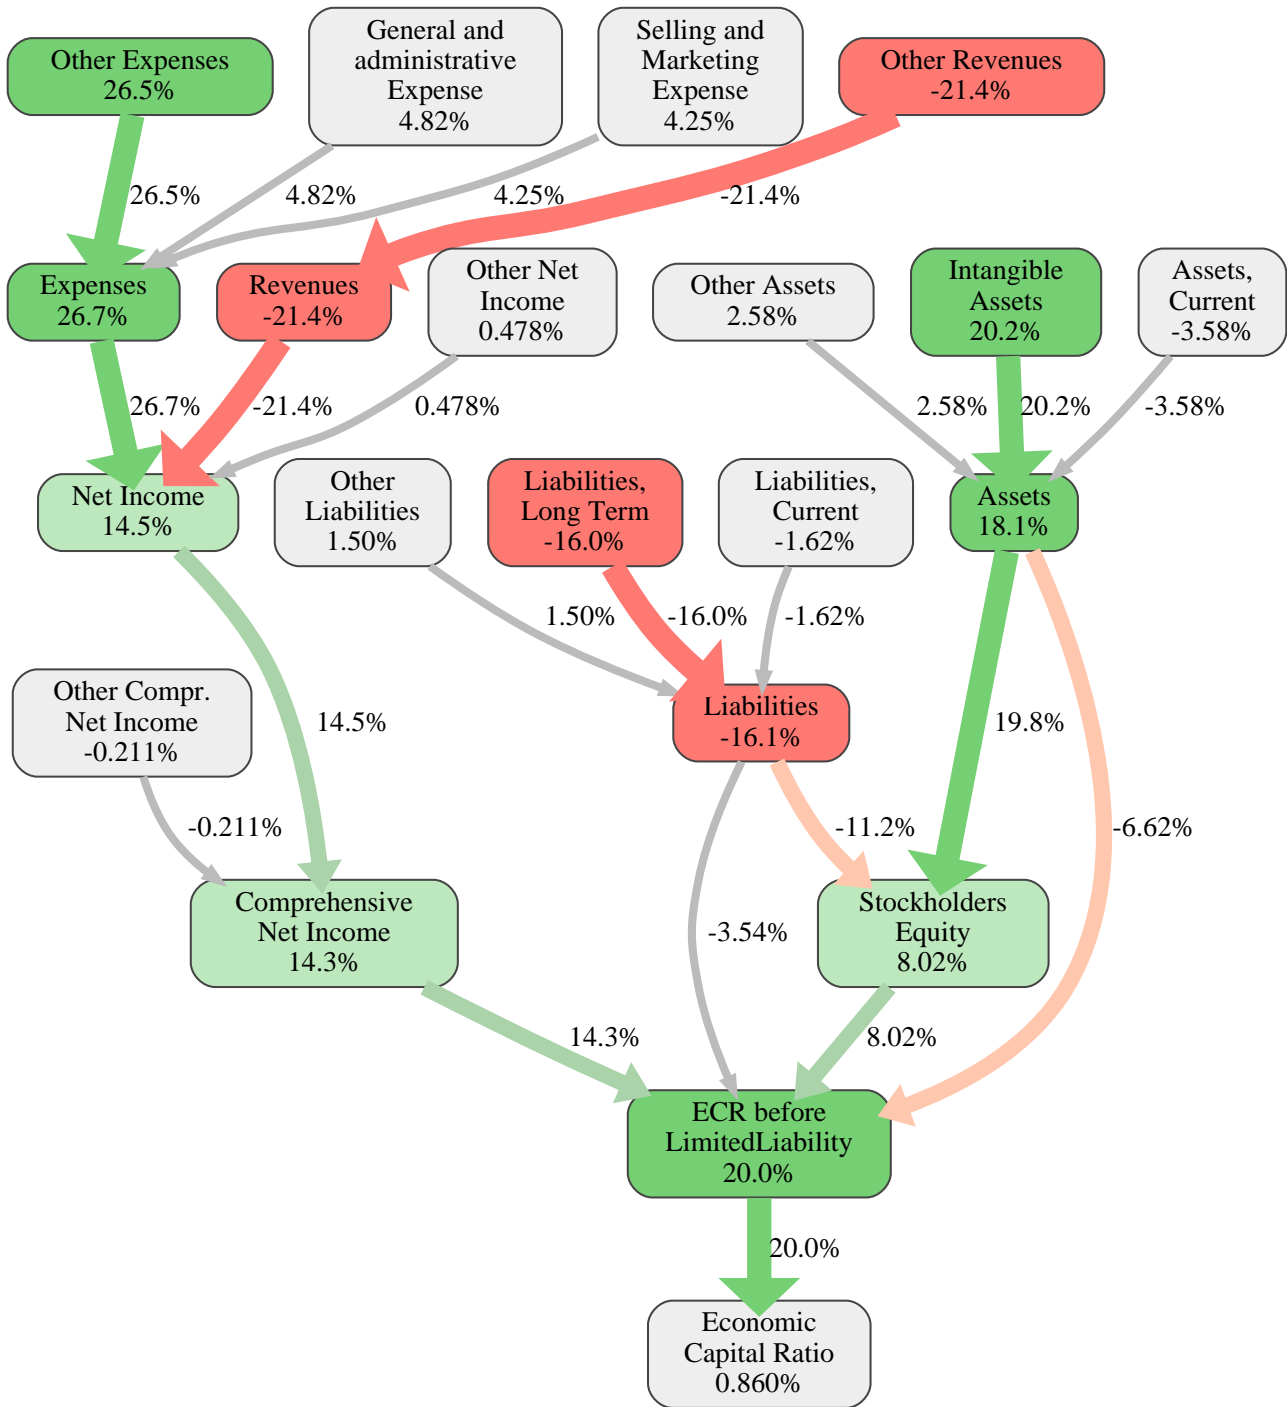 Other Expenses
26.5%
General and
administrative
Expense
4.82%
Selling and
Marketing
Expense
4.25%
Other Revenues
-21.4%
26.5%
4.82%
4.25%
-21.4%
Expenses
26.7%
Revenues
-21.4%
Other Net
Income
0.478%
Other Assets
2.58%
Intangible
Assets
20.2%
Assets,
Current
-3.58%
26.7%
-21.4%
0.478%
2.58%
20.2%
-3.58%
Net Income
14.5%
Other
Liabilities
1.50%
Liabilities,
Long Term
-16.0%
Liabilities,
Current
-1.62%
Assets
18.1%
1.50%
-16.0%
-1.62%
Other Compr.
Net Income
-0.211%
14.5%
Liabilities
-16.1%
19.8%
-0.211%
-11.2%
-6.62%
Comprehensive
Net Income
14.3%
-3.54%
Stockholders
Equity
8.02%
14.3%
8.02%
ECR before
LimitedLiability
20.0%
20.0%
Economic
Capital Ratio
0.860%